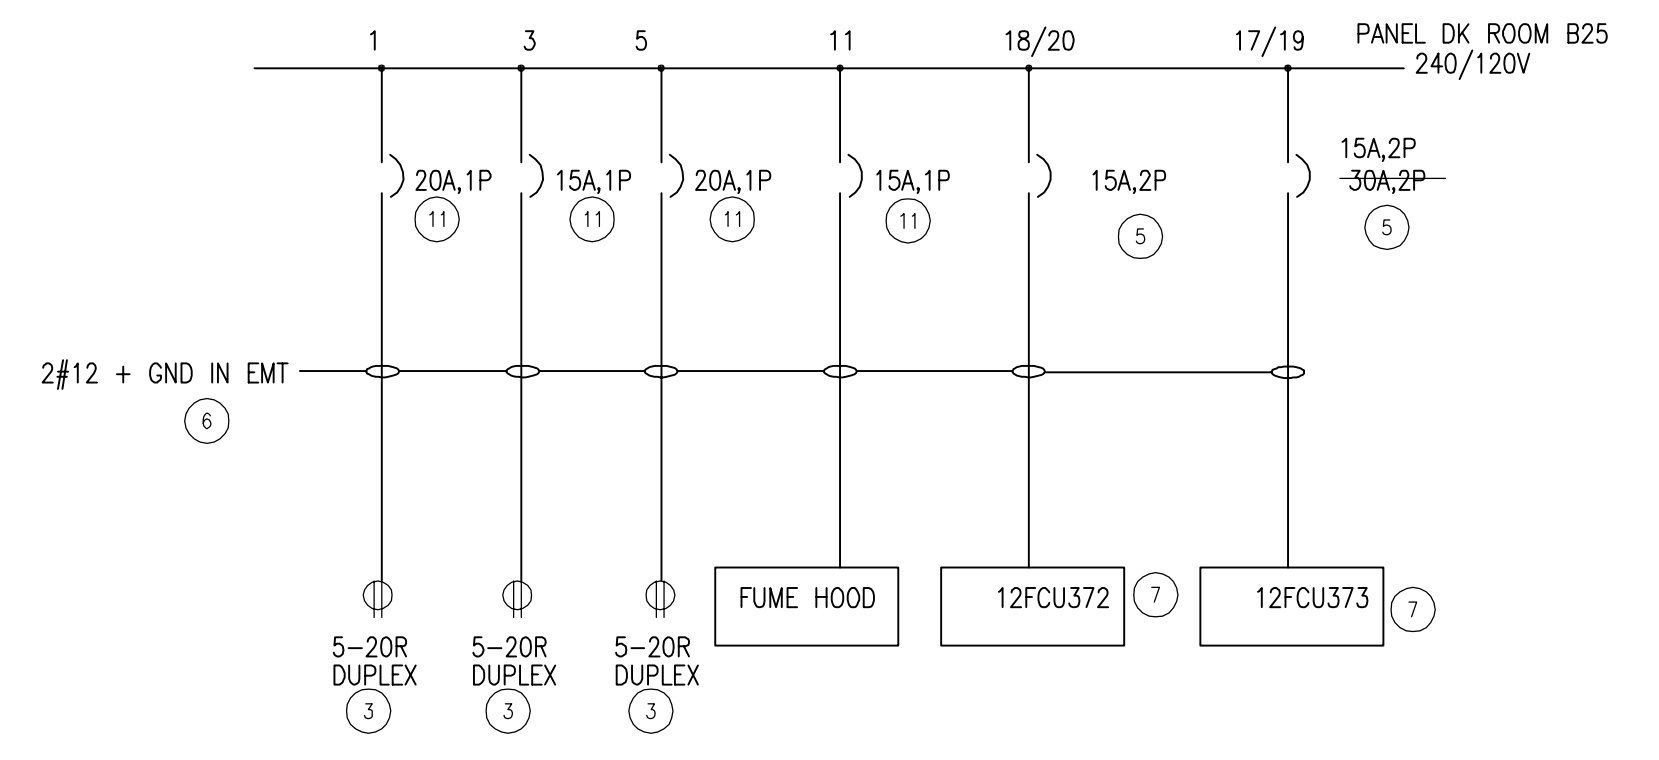 1 3 5 11 18/20 17/19 PANEL DK ROOM B25
240/120V
15A,2P
20A,1P 15A,1P 20A,1P 15A,1P 15A,2P 30A,2P
11 11 11 11 5 5
2#12 + GND IN EMT
6
FUME HOOD 12FCU372 7 12FCU373 7
5-20R 5-20R 5-20R
DUPLEX DUPLEX DUPLEX
3 3 3